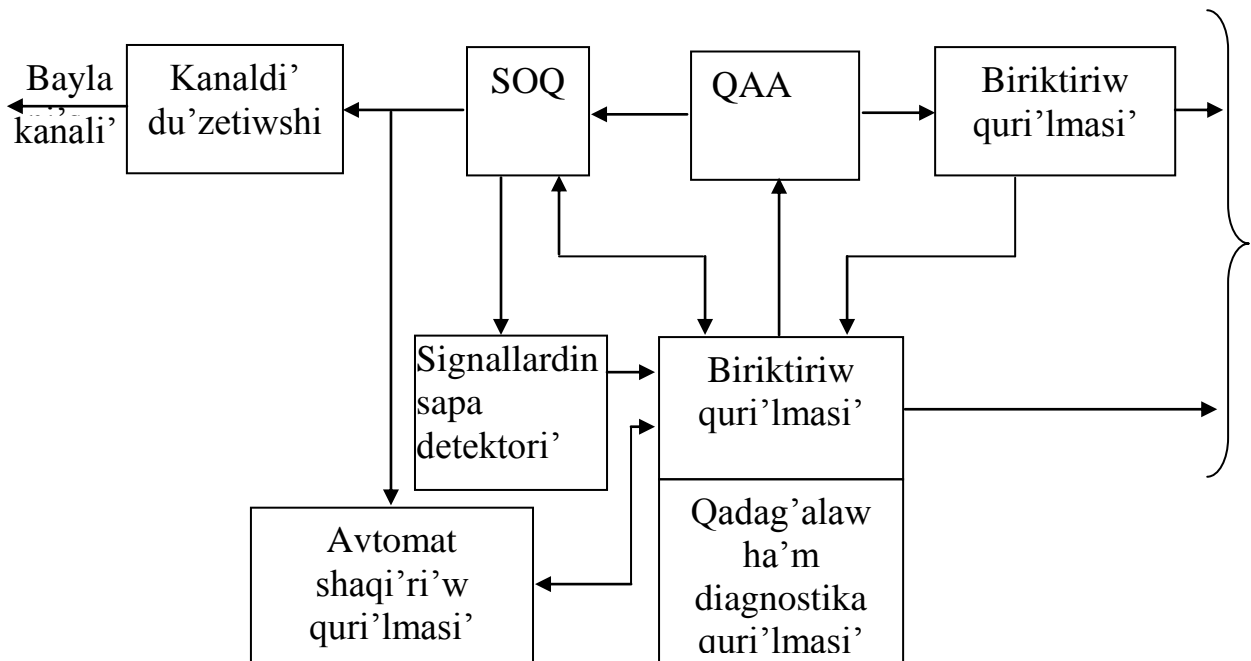 Bayla
kanali’
Kanaldi’
du’zetiwshi
SOQ
QAA
Biriktiriw
quri’lmasi’
Signallardin
sapa
detektori’
Biriktiriw
quri’lmasi’
Avtomat
shaqi’ri’w
quri’lmasi’
Qadag’alaw
ha’m
diagnostika
quri’lmasi’